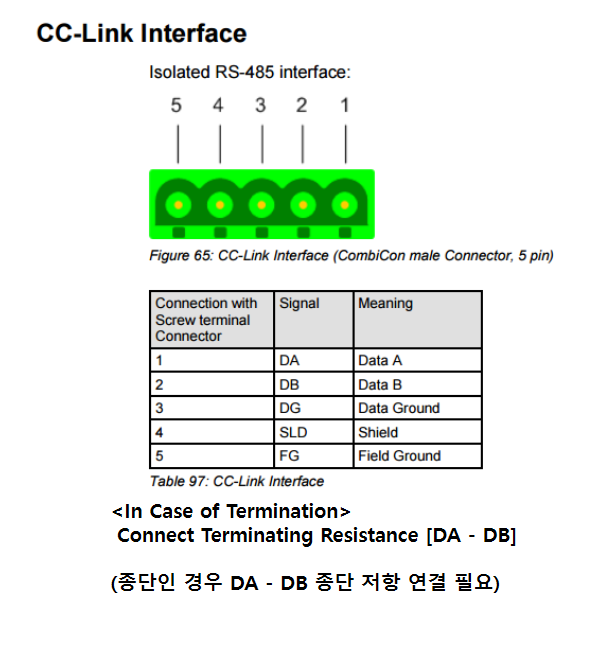 CC-Link Interface
Isolated RS-485 interface:
5 4 3 2 1
Figure 65: CC-Link Interface (CombiCon male Connector, 5 pin)
Connection with Screw terminal Connector Signal Meaning
1 DA Data A
2 DB Data B
3 DG Data Ground
4 SLD Shield
5 FG Field Ground
Table 97: CC-Link Interface
<In Case of Termination>
Connect Terminating Resistance [DA - DB]
(종단인 경우 DA - DB 종단 저항 연결 필요)